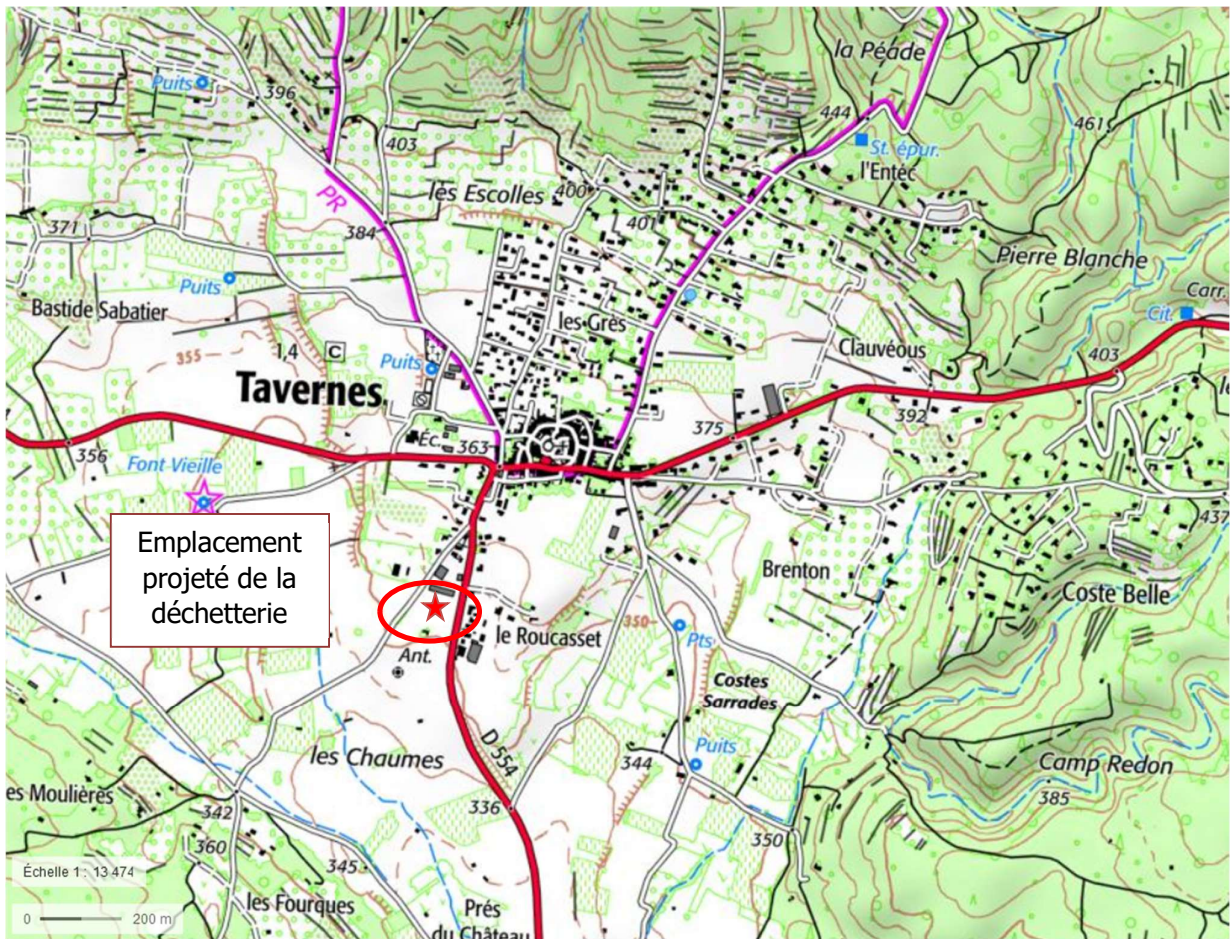 la Péade
Puits
396
444
461
403
St. épur.
l'Entec
les Escolles
400
401
PR
371
384
Pierre Blanche
Puits
Carr.
Bastide Sabatier
les Grès
Cit.
355
1,4
C
Clauvéous
403
Puits
Tavernes
392
375
Éc.
363
356
Font Vieille
437
Emplacement
projeté de la
déchetterie
Brenton
Coste Belle
350
le Roucasset
Pts
Ant.
Costes
Sarrades
D 554
les Chaumes
Puits
344
Camp Redon
es Moulières
385
336
342
350
360
345
Échelle 1 : 13 474
les Fourques
Prés
du Château
0 200 m